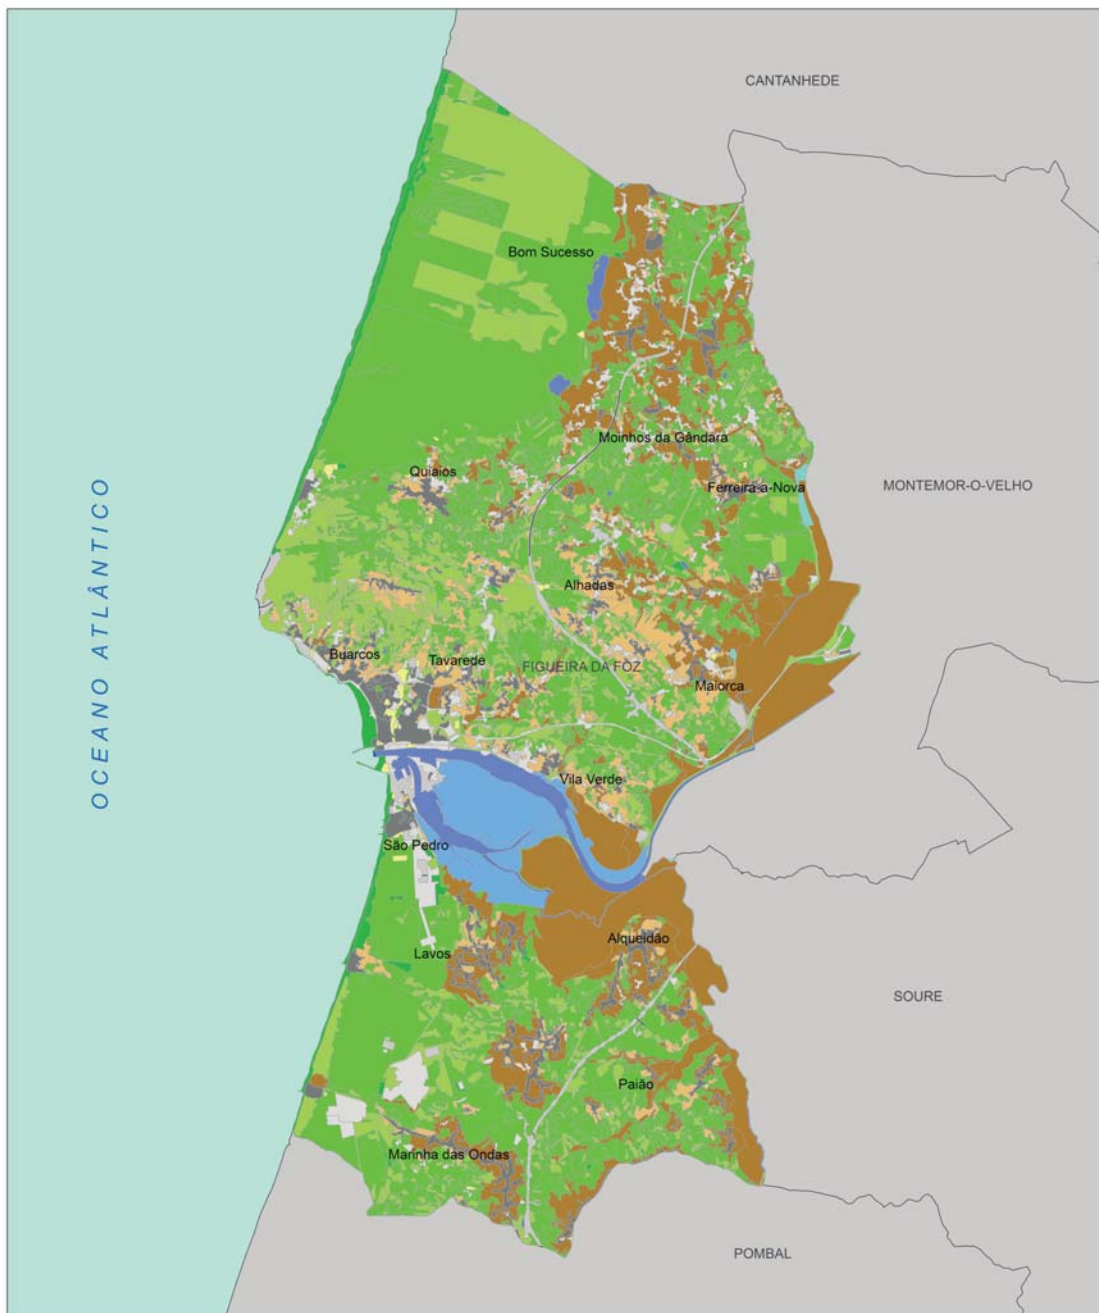 CANTANHEDE
Bom Sucesso
Moinhos da Gândara
Quiaios
Ferreira-a-Nova
MONTEMOR-O-VELHO
OCEANO ATLÂNTICO
Alhadas
Buarcos
Tavarede
FIGUEIRA DA FOZ
Maiorca
Vila Verde
São Pedro
Alqueidão
Lavos
SOURE
Paião
Marinha das Ondas
POMBAL